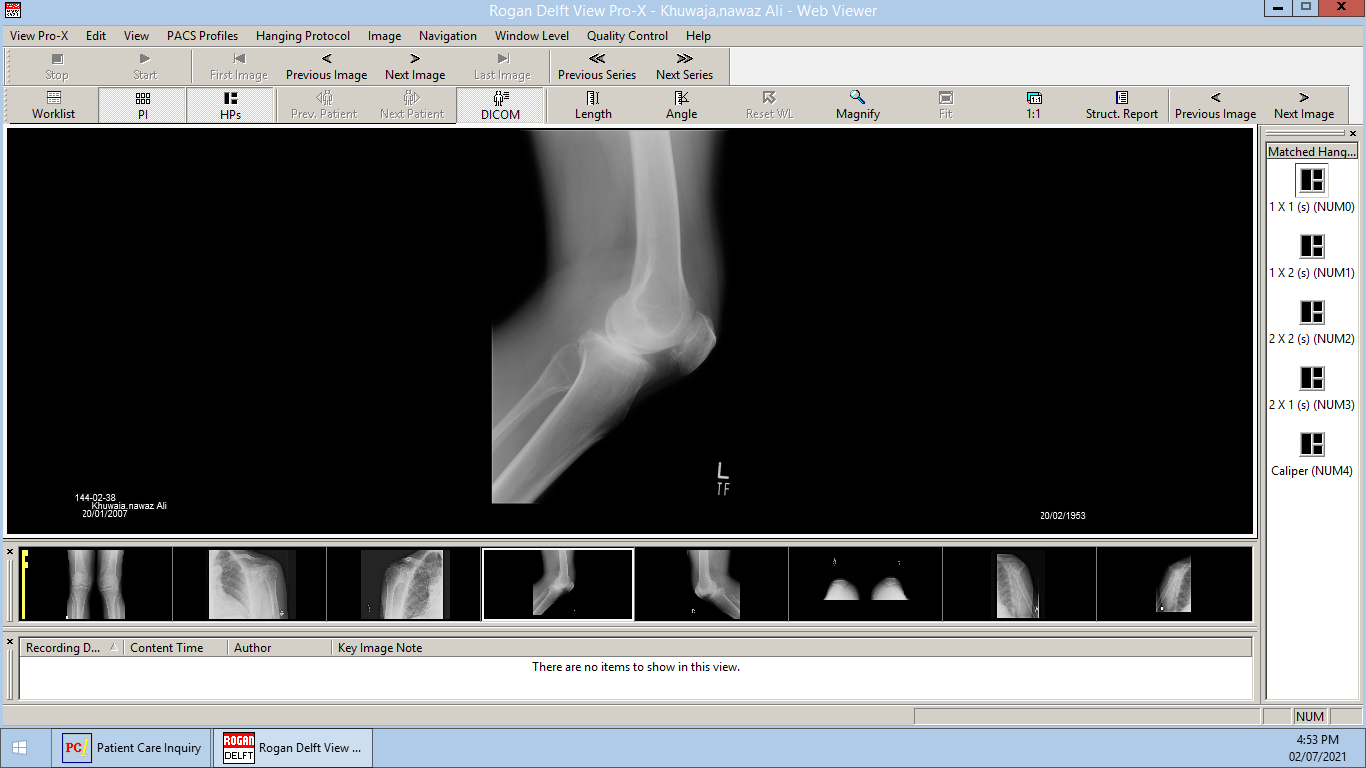 Rogan Delft View Pro-X - Khuwaja,nawaz Ali - Web Viewer
View Pro-X Edit View PACS Profiles Hanging Protocol Image Navigation Window Level Quality Control Help
Stop Start First Image Previous Image Next Image Last Image Previous Series Next Series
Worklist PI HPs Prev. Patient Next Patient DICOM Length Angle Reset WL Magnify Fit 1:1 Struct. Report Previous Image Next Image
Matched Hang...
1 X 1 (s) (NUM0)
1 X 2 (s) (NUM1)
2 X 2 (s) (NUM2)
2 X 1 (s) (NUM3)
Caliper (NUM4)
L
TF
144-02-38
Khuwaja,nawaz Ali
20/01/2007
20/02/1953
Recording D... Content Time Author Key Image Note
There are no items to show in this view.
NUM
PCI Patient Care Inquiry
ROGAN
DELFT
Rogan Delft View ...
4:53 PM
02/07/2021